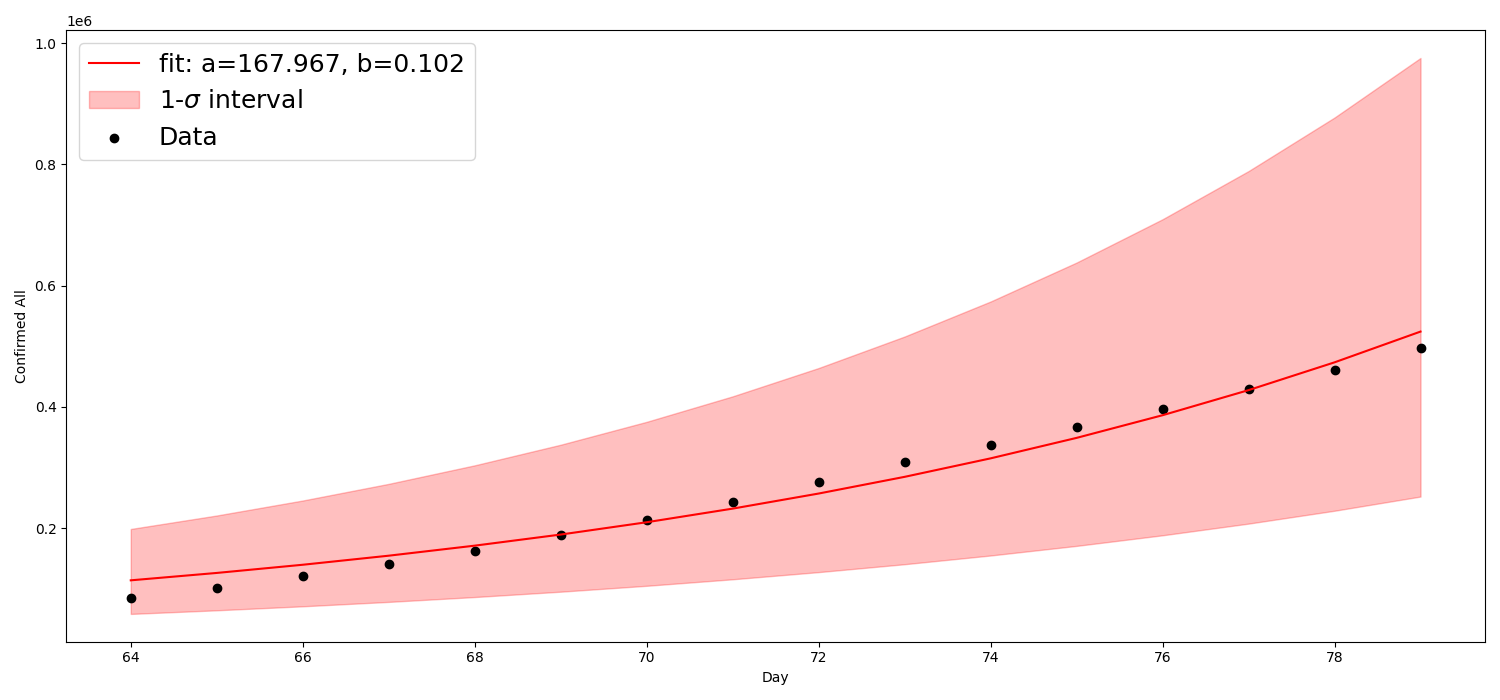 1e6
1.0
0.8
0.6
0.4
0.2
Confirmed All
fit: a=167.967, b=0.102
1-σ interval
Data
64 66 68 70 72 74 76 78
Day